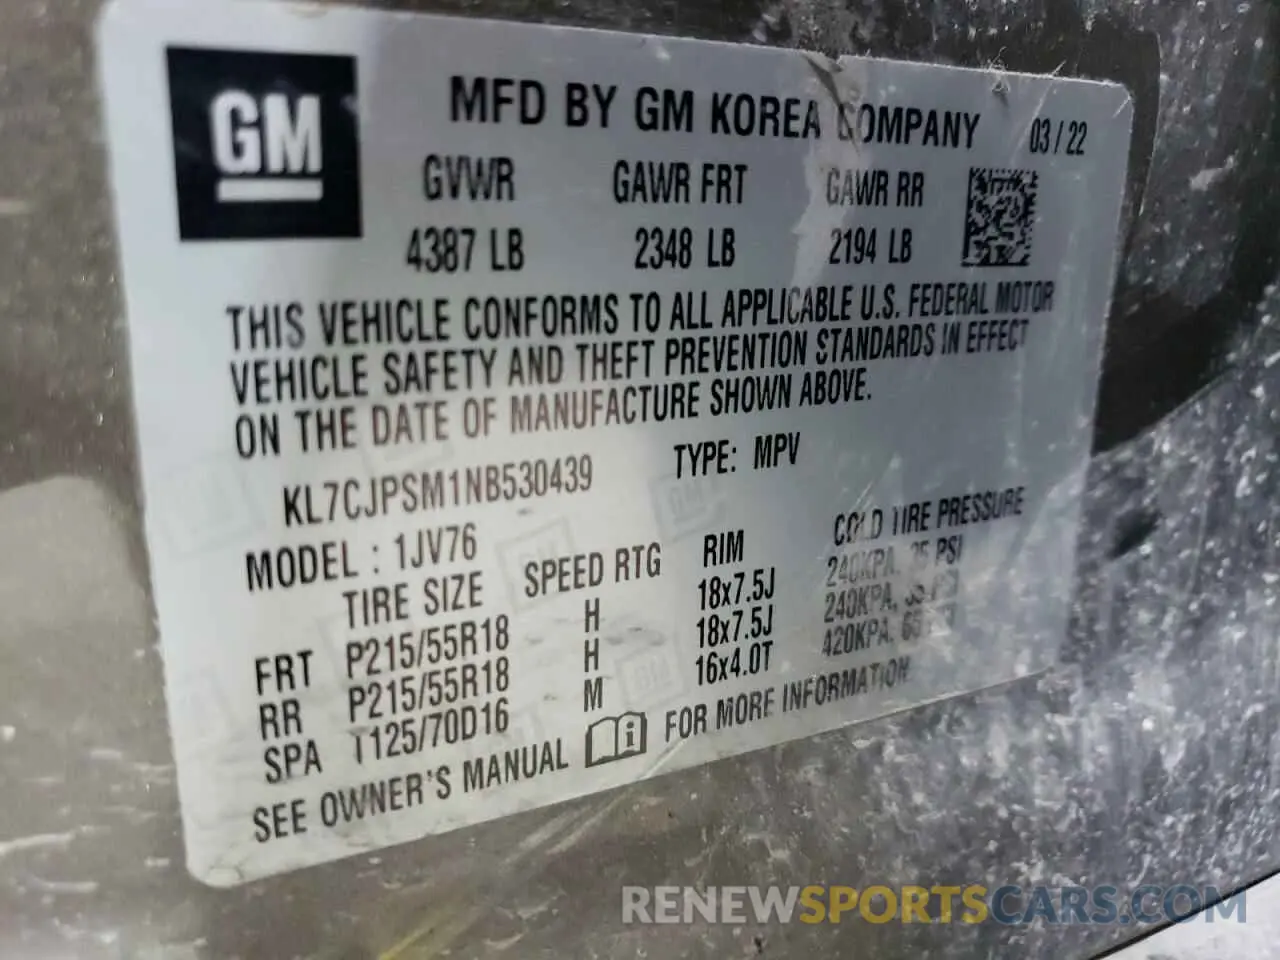 GM
MFD BY GM KOREA COMPANY 03/22
GVWR GAWR FRT GAWR RR
4387 LB 2348 LB 2194 LB
THIS VEHICLE CONFORMS TO ALL APPLICABLE U.S. FEDERAL MOTOR
VEHICLE SAFETY AND THEFT PREVENTION STANDARDS IN EFFECT
ON THE DATE OF MANUFACTURE SHOWN ABOVE.
KL7CJPSM1NB530439 TYPE: MPV
MODEL : 1JV76
TIRE SIZE SPEED RTG RIM COLD TIRE PRESSURE
FRT P215/55R18 H 18x7.5J 240KPA, 35 PSI
RR P215/55R18 H 18x7.5J 240KPA, 35 PSI
SPA T125/70D16 M 16x4.0T 420KPA,
SEE OWNER'S MANUAL FOR MORE INFORMATION
RENEWSPORTSCARS.COM